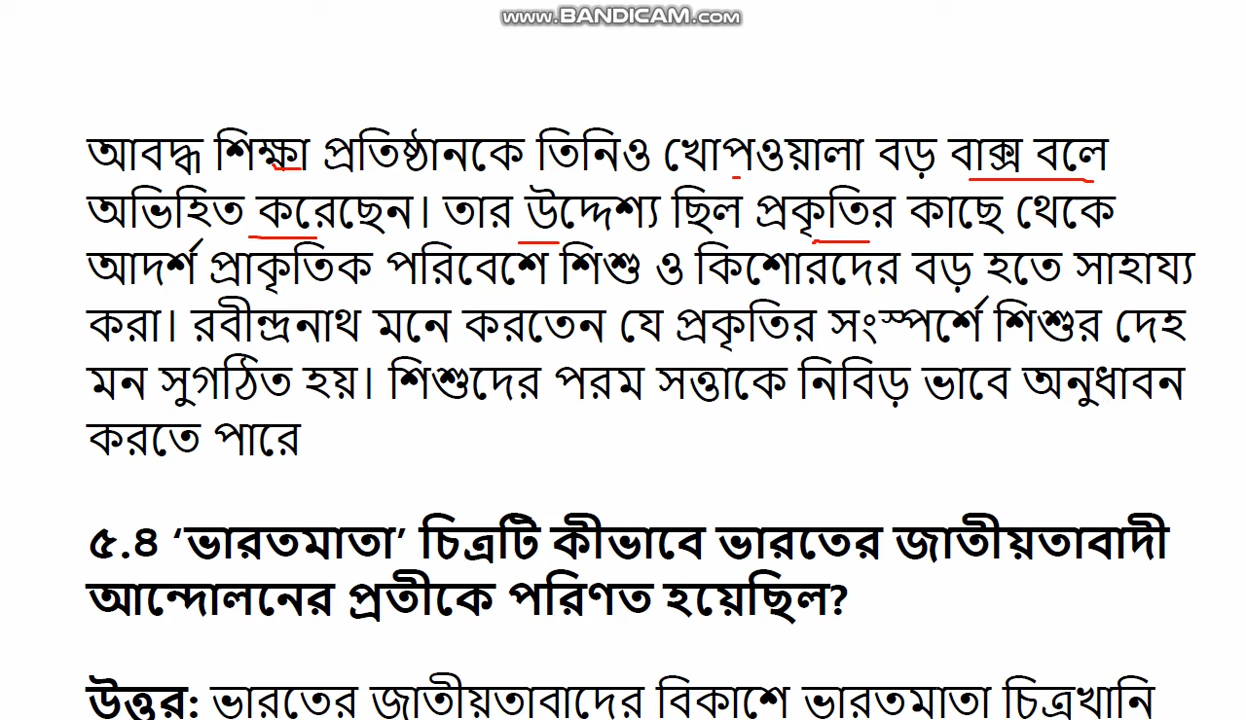 www.BANDICAM.com
আবদ্ধ শিক্ষা প্রতিষ্ঠানকে তিনিও খোপওয়ালা বড় বাক্স বলে
অভিহিত করেছেন। তার উদ্দেশ্য ছিল প্রকৃতির কাছে থেকে
আদর্শ প্রাকৃতিক পরিবেশে শিশু ও কিশোরদের বড় হতে সাহায্য
করা। রবীন্দ্রনাথ মনে করতেন যে প্রকৃতির সংস্পর্শে শিশুর দেহ
মন সুগঠিত হয়। শিশুদের পরম সত্তাকে নিবিড় ভাবে অনুধাবন
করতে পারে
৫.৪ ‘ভারতমাতা’ চিত্রটি কীভাবে ভারতের জাতীয়তাবাদী
আন্দোলনের প্রতীকে পরিণত হয়েছিল?
উত্তর: ভারতের জাতীয়তাবাদের বিকাশে ভারতমাতা চিত্রখানি